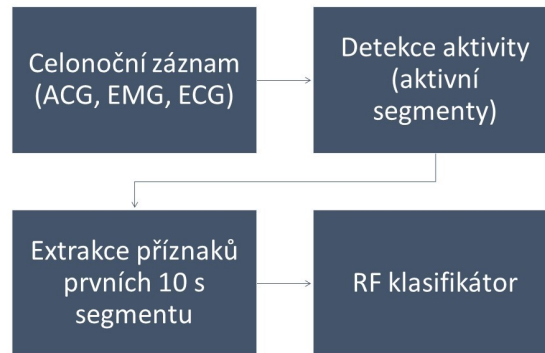 Celonoční záznam
(ACG, EMG, ECG)
Detekce aktivity
(aktivní
segmenty)
Extrakce příznaků
prvních 10 s
segmentu
RF klasifikátor